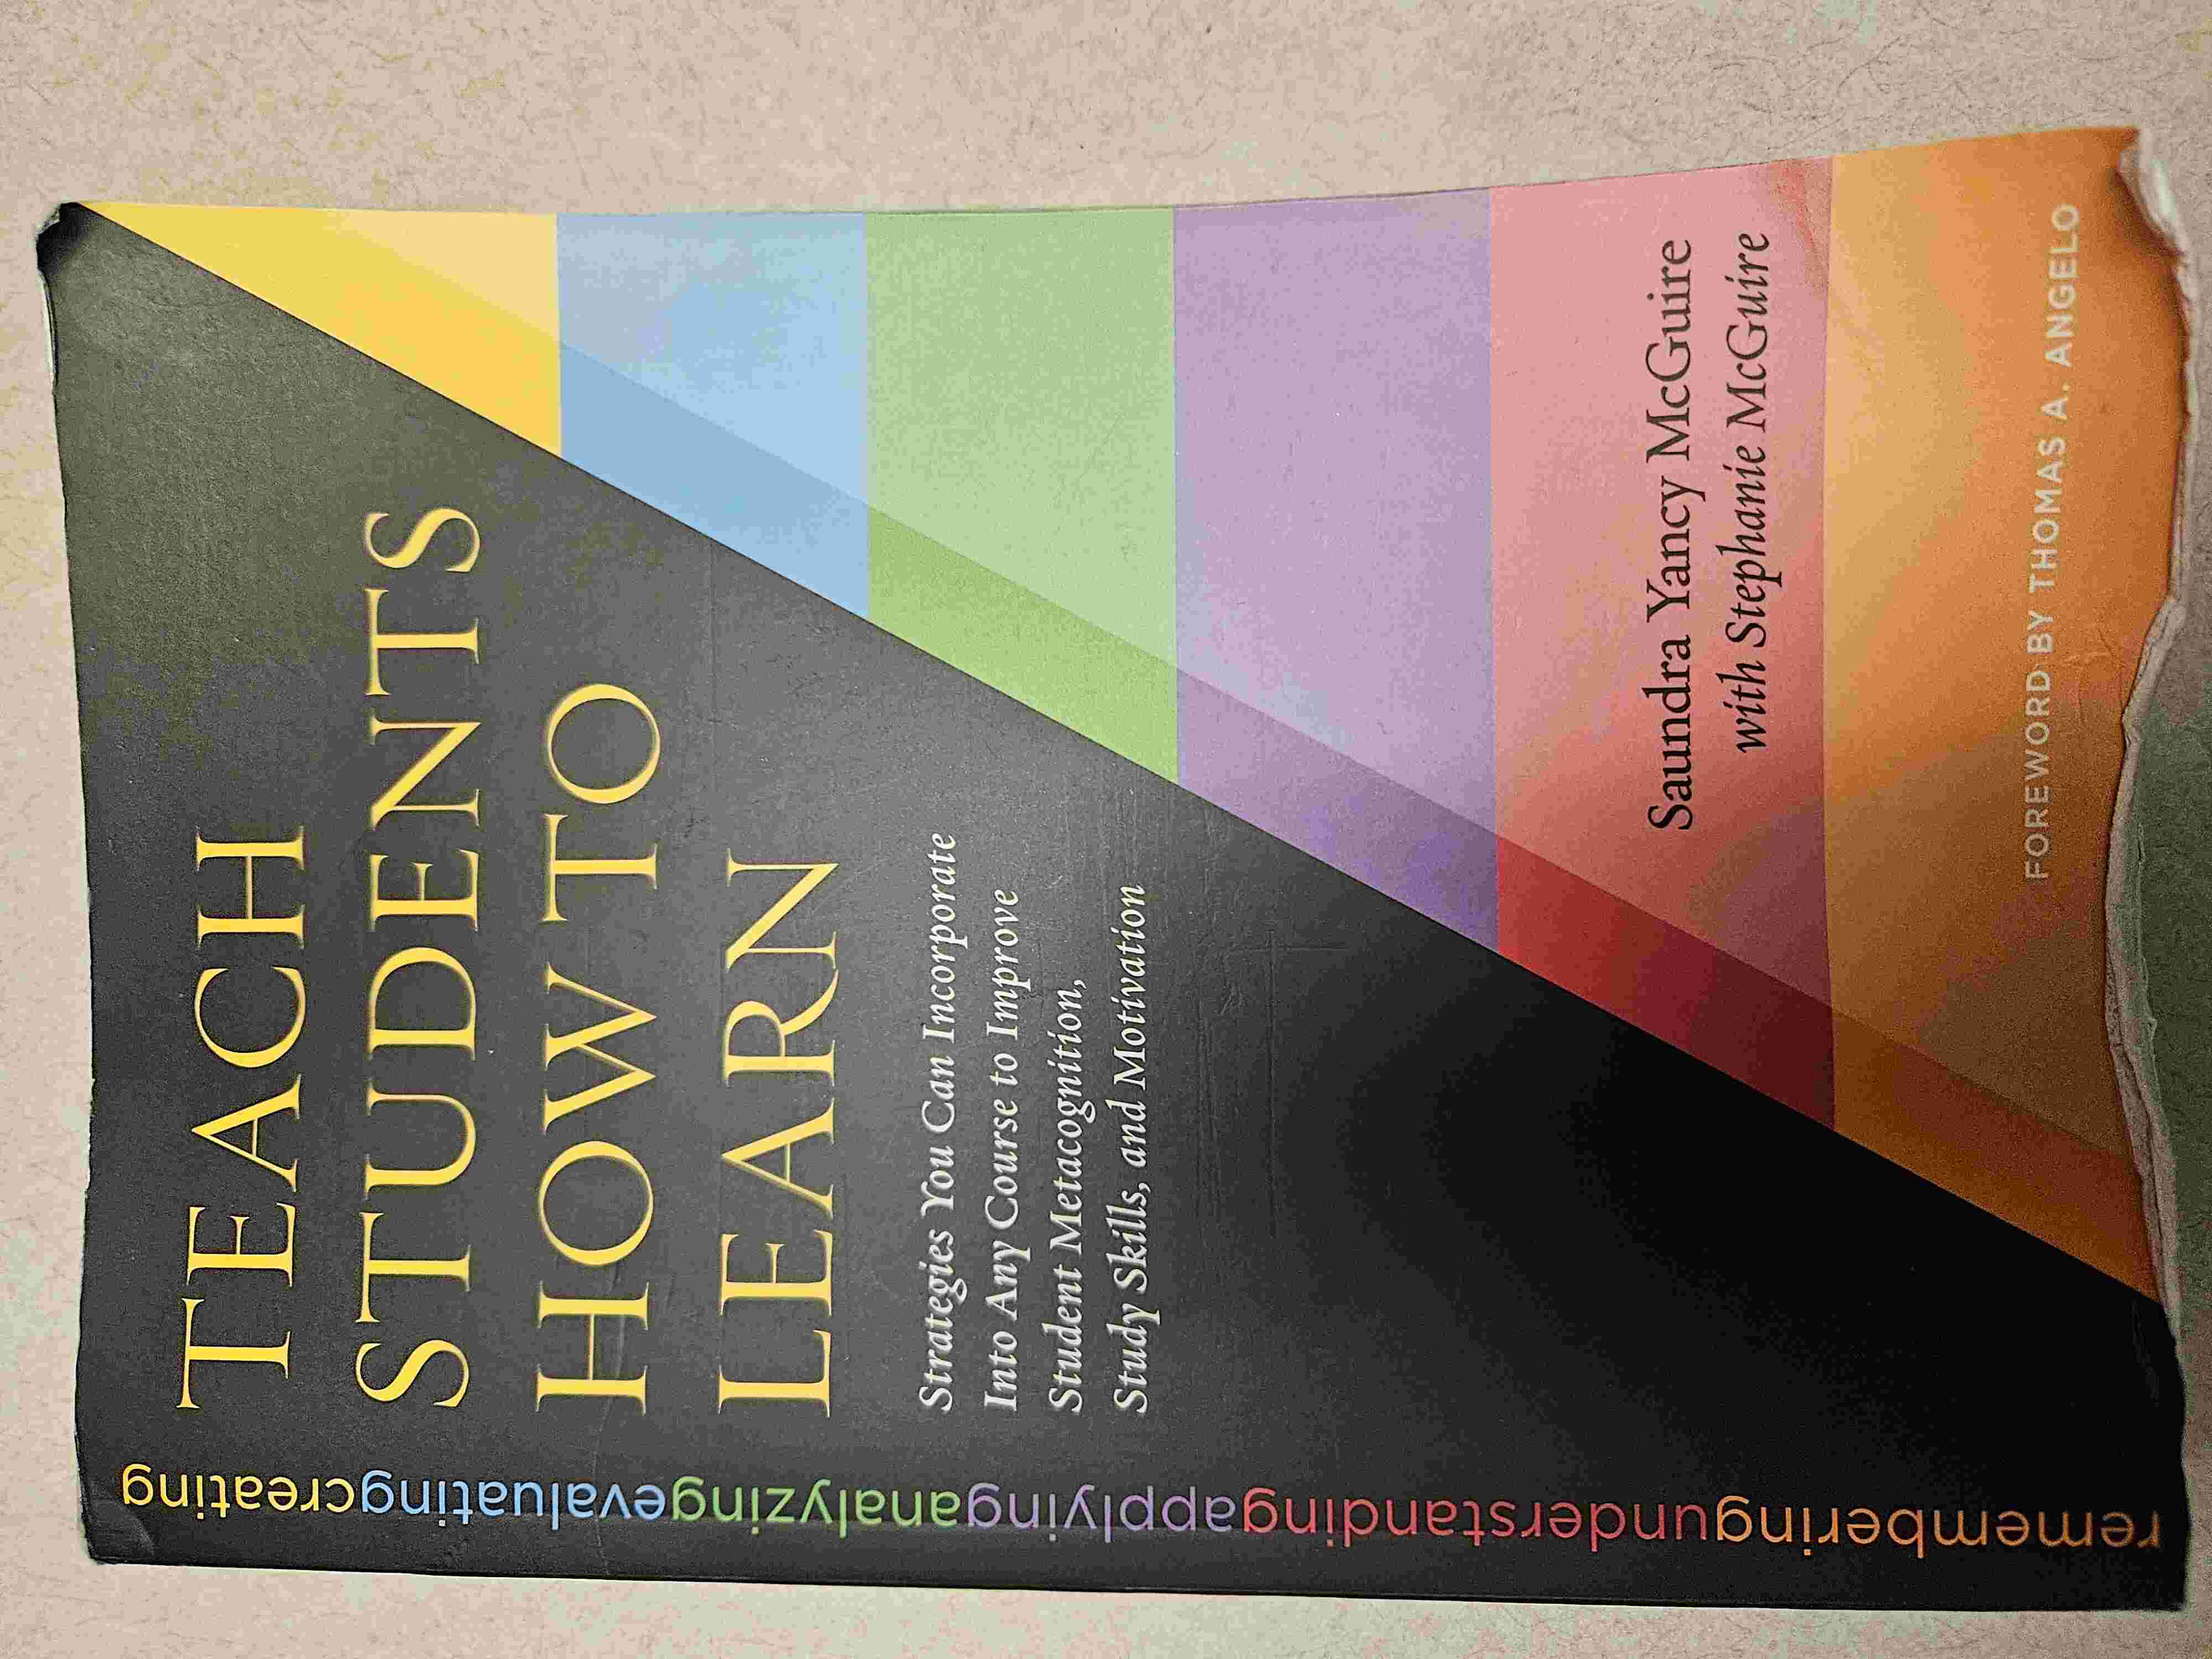 TEACH
STUDENTS
HOW TO
LEARN
Strategies You Can Incorporate
Into Any Course to Improve
Student Metacognition,
Study Skills, and Motivation
Saundra Yancy McGuire
with Stephanie McGuire
FOREWORD BY THOMAS A. ANGELO
rememberingunderstandingapplyinganalyzingevaluatingcreating